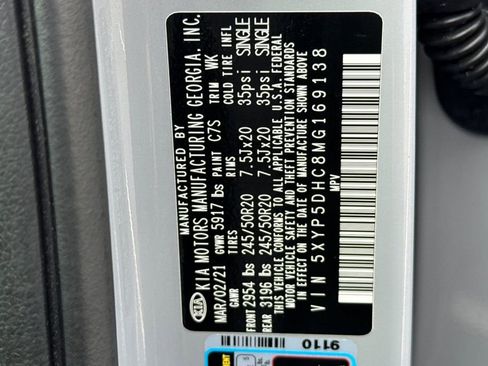 KIA
MANUFACTURED BY
KIA MOTORS MANUFACTURING GEORGIA, INC.
MAR/02/21 GVWR 5917 lbs PAINT C7S TRIM WK
GAWR TIRES RIMS COLD TIRE INFL
FRONT 2954 lbs 245/50R20 7.5Jx20 35psi SINGLE
REAR 3196 lbs 245/50R20 7.5Jx20 35psi SINGLE
THIS VEHICLE CONFORMS TO ALL APPLICABLE U.S.A. FEDERAL
MOTOR VEHICLE SAFETY AND THEFT PREVENTION STANDARDS
IN EFFECT ON THE DATE OF MANUFACTURE SHOWN ABOVE
VIN 5XYP5DHC8MG169138
MPV
9110